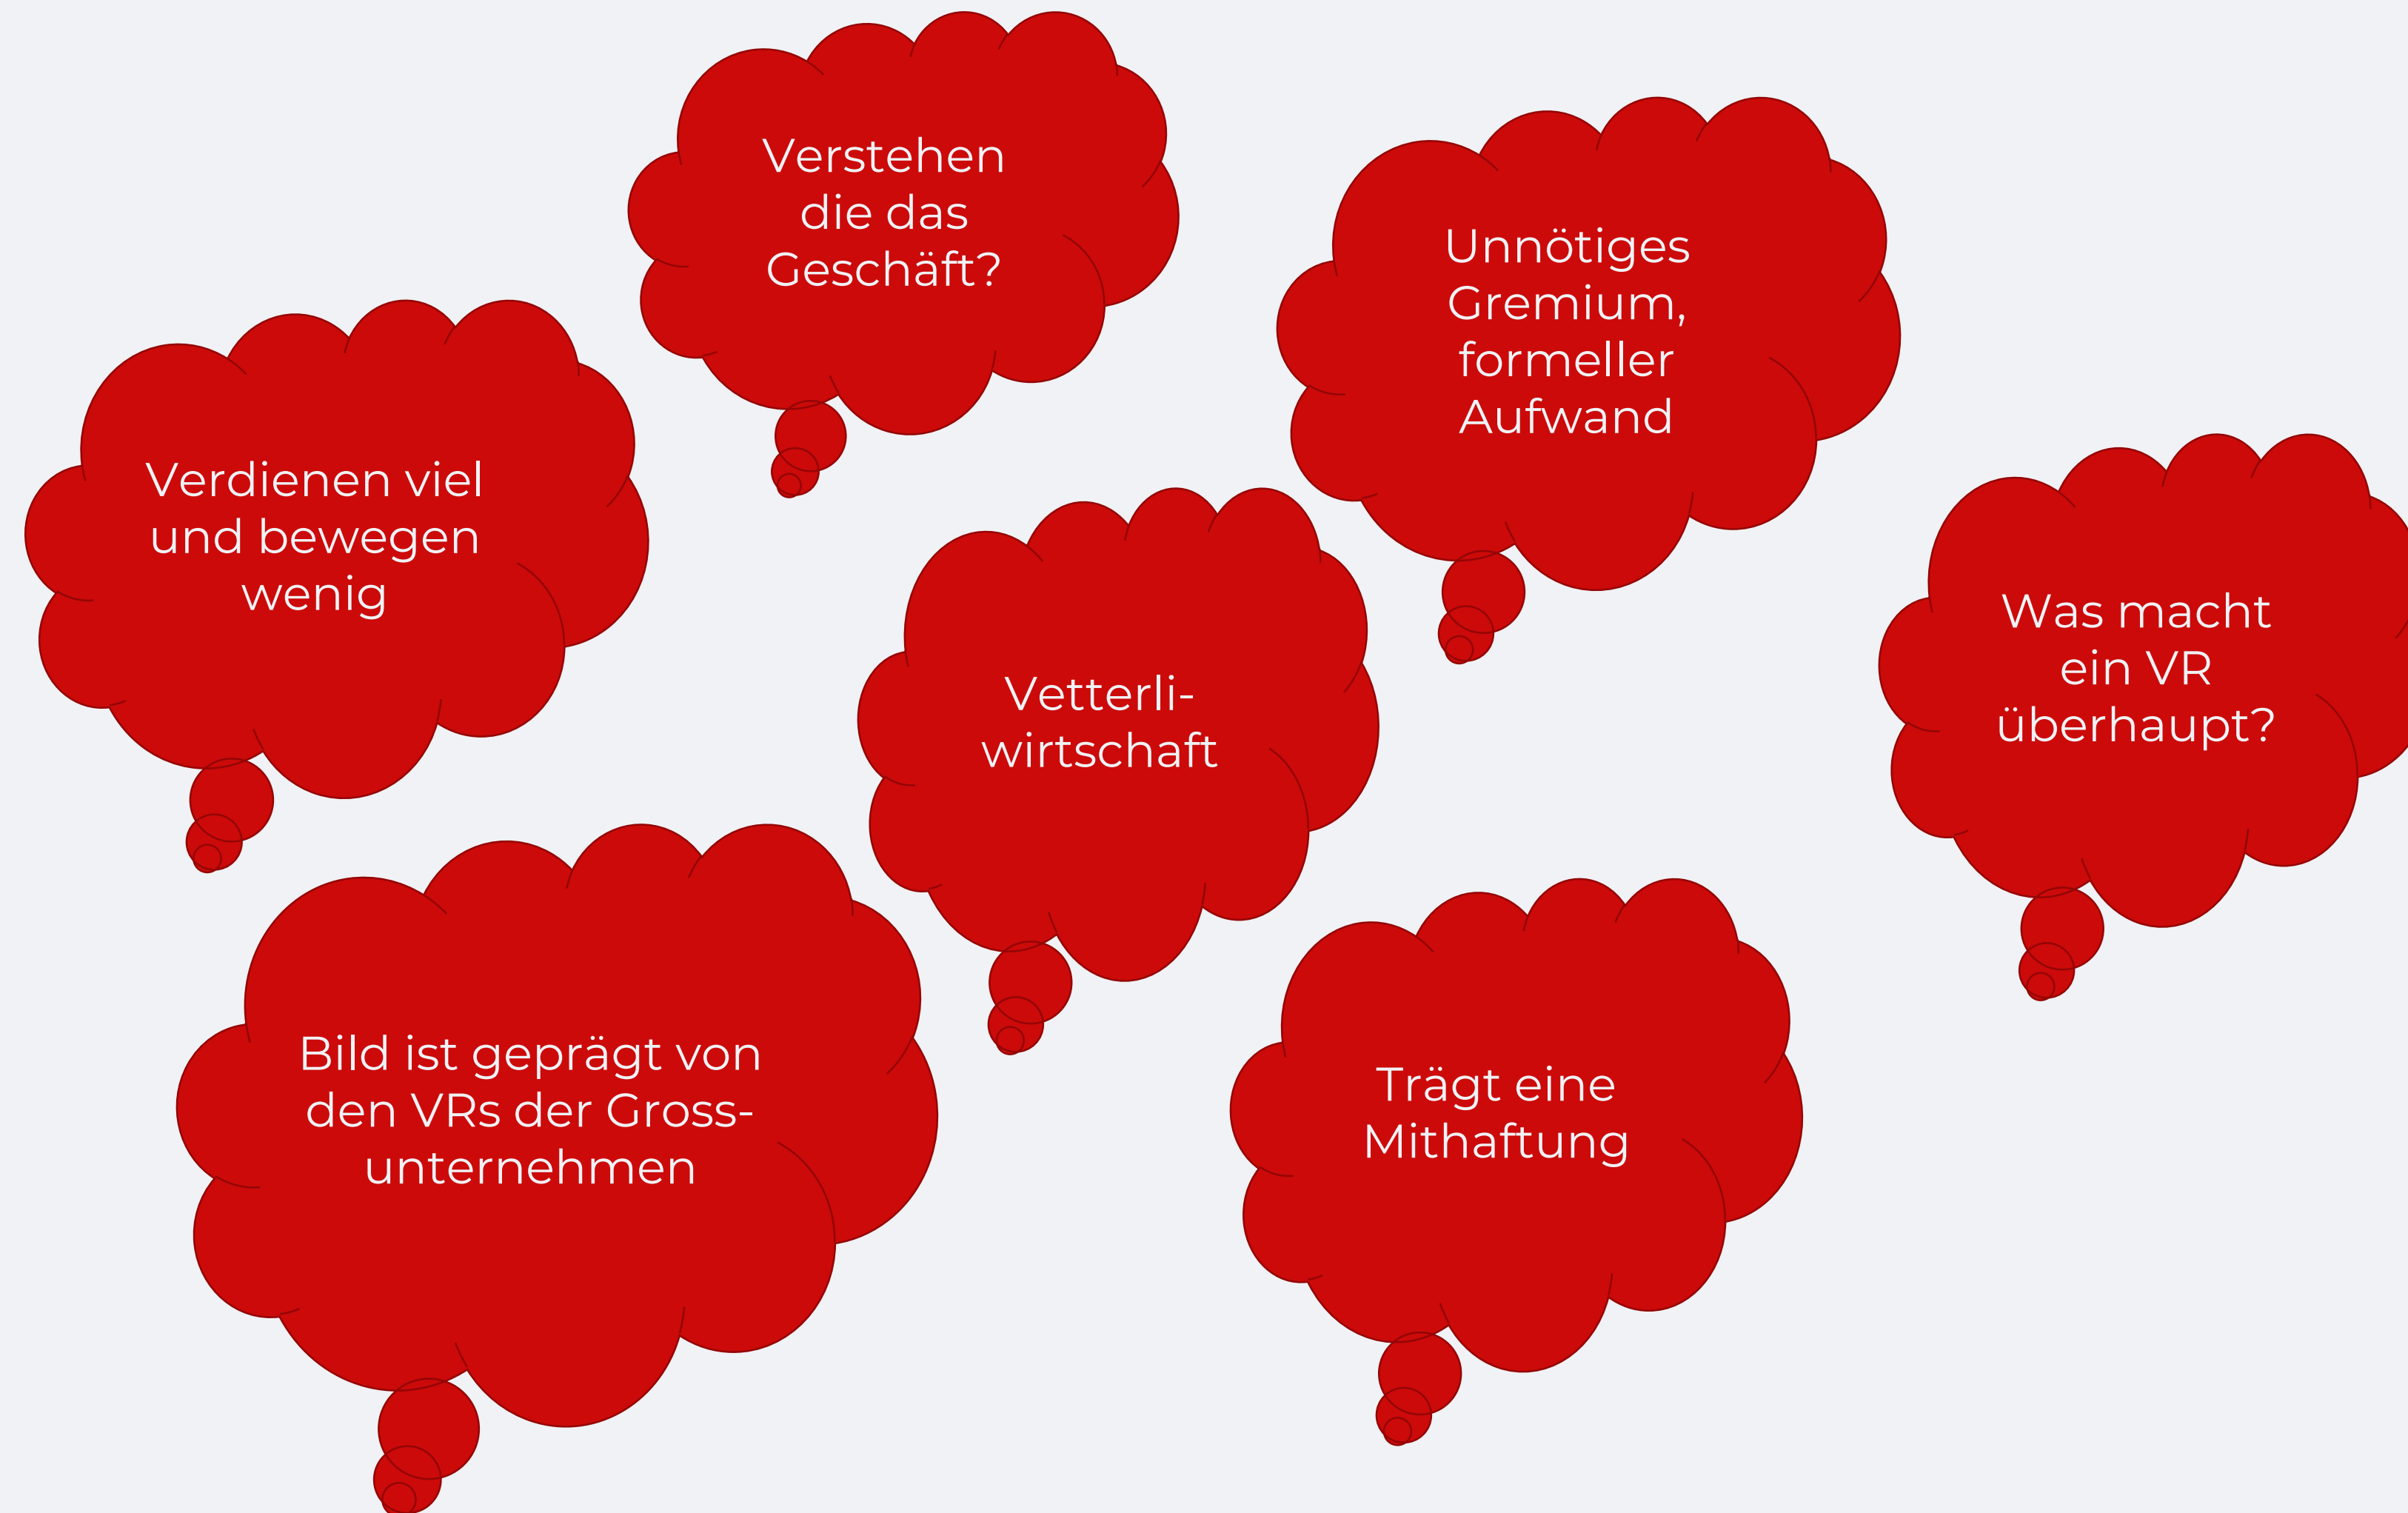 Verstehen
die das
Geschäft?
Unnötiges
Gremium,
formeller
Aufwand
Verdienen viel
und bewegen
wenig
Was macht
ein VR
überhaupt?
Vetterli-
wirtschaft
Bild ist geprägt von
den VRs der Gross-
unternehmen
Trägt eine
Mithaftung